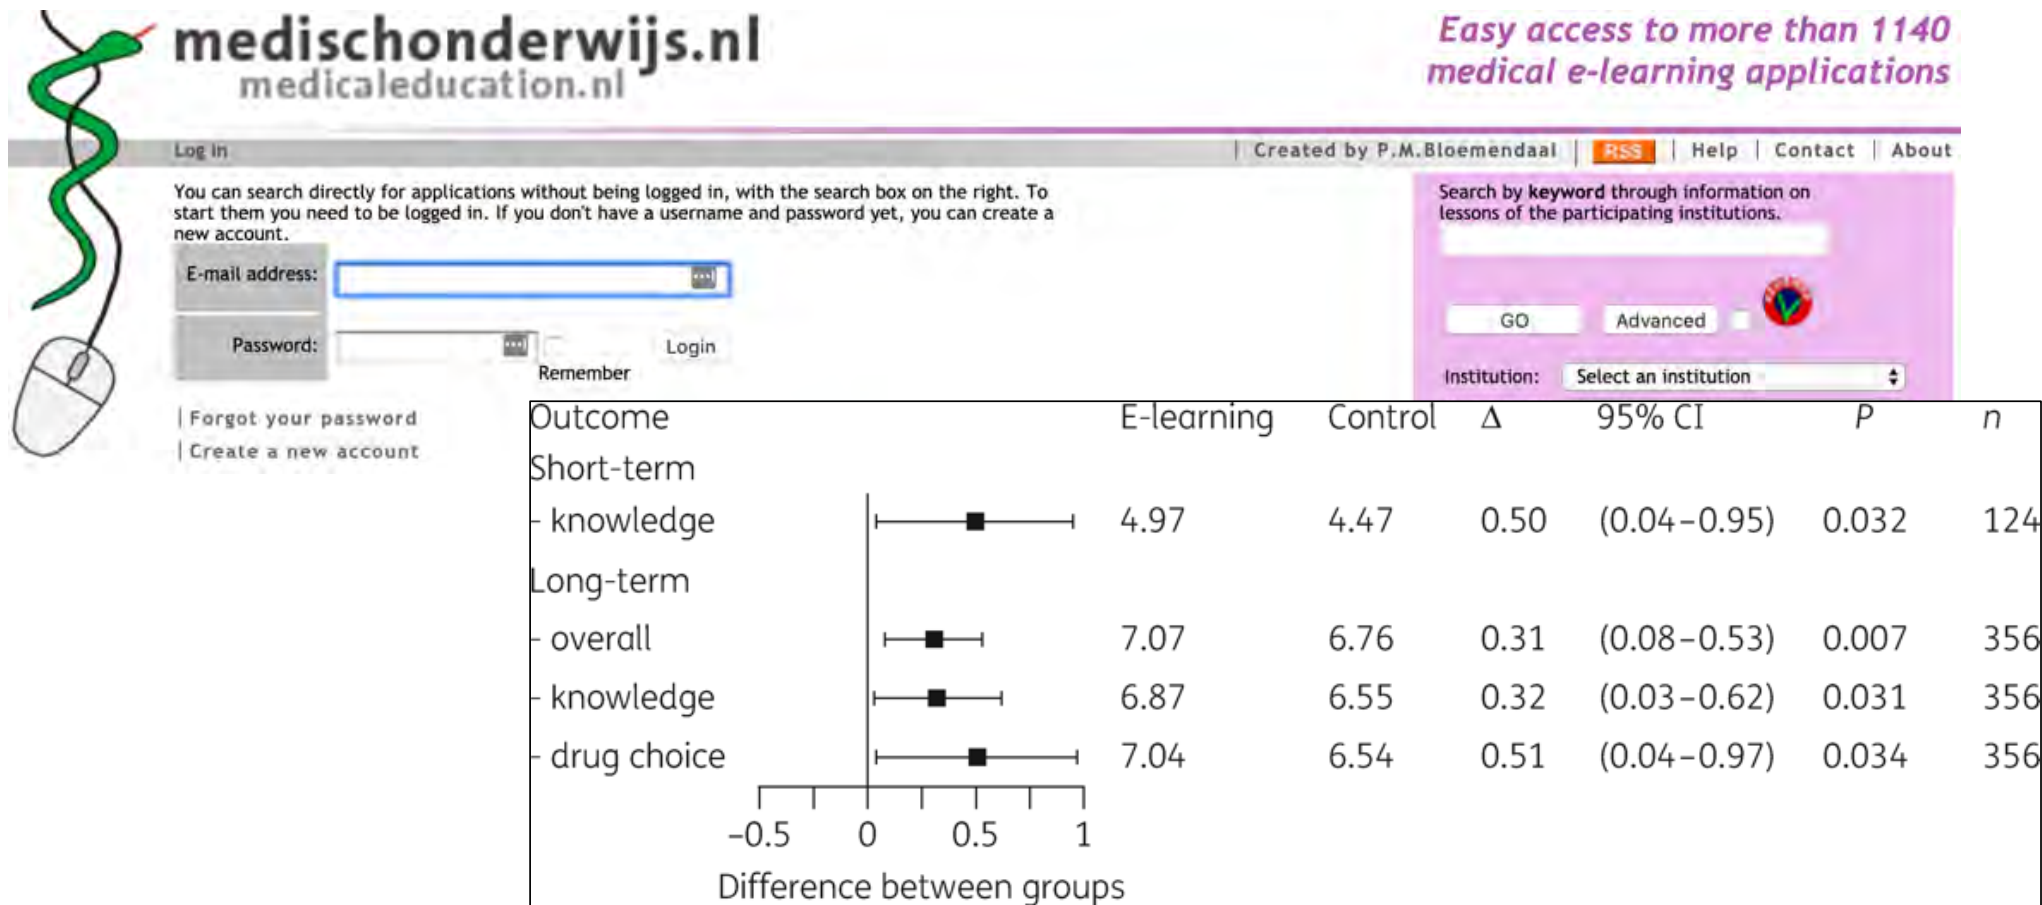 medischonderwijs.nl
medicaleducation.nl
Easy access to more than 1140
medical e-learning applications
Log in
| Created by P.M.Bloemendaal | RSS | Help | Contact | About
You can search directly for applications without being logged in, with the search box on the right. To
start them you need to be logged in. If you don't have a username and password yet, you can create a
new account.
E-mail address:
Password:
Remember
Login
| Forgot your password
| Create a new account
Search by keyword through information on
lessons of the participating institutions.
GO Advanced
Institution: Select an institution
Outcome E-learning Control Δ 95% CI P n
Short-term
- knowledge 4.97 4.47 0.50 (0.04–0.95) 0.032 124
Long-term
- overall 7.07 6.76 0.31 (0.08–0.53) 0.007 356
- knowledge 6.87 6.55 0.32 (0.03–0.62) 0.031 356
- drug choice 7.04 6.54 0.51 (0.04–0.97) 0.034 356
–0.5 0 0.5 1
Difference between groups